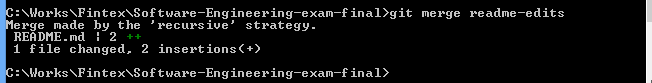 C:\Works\Fintex\Software-Engineering-exam-final>git merge readme-edits
Merge made by the 'recursive' strategy.
 README.md | 2 ++
 1 file changed, 2 insertions(+)
C:\Works\Fintex\Software-Engineering-exam-final>